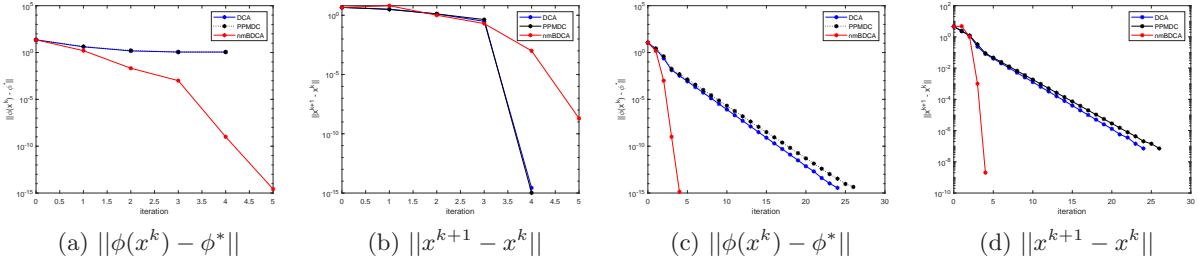 DCA
PPMDC
nmBDCA
|| ϕ(x^k) - ϕ^*||
10^5
10^0
10^-5
10^-10
10^-15
0 0.5 1 1.5 2 2.5 3 3.5 4 4.5 5
iteration
(a) ||ϕ(x^k) − ϕ^*||
DCA
PPMDC
nmBDCA
||x^{k+1} - x^k||
10^0
10^-5
10^-10
10^-15
0 0.5 1 1.5 2 2.5 3 3.5 4 4.5 5
iteration
(b) ||x^{k+1} − x^k||
DCA
PPMDC
nmBDCA
|| ϕ(x^k) - ϕ^*||
10^5
10^0
10^-5
10^-10
10^-15
0 5 10 15 20 25 30
iteration
(c) ||ϕ(x^k) − ϕ^*||
DCA
PPMDC
nmBDCA
||x^{k+1} - x^k||
10^2
10^0
10^-2
10^-4
10^-6
10^-8
10^-10
0 5 10 15 20 25 30
iteration
(d) ||x^{k+1} − x^k||